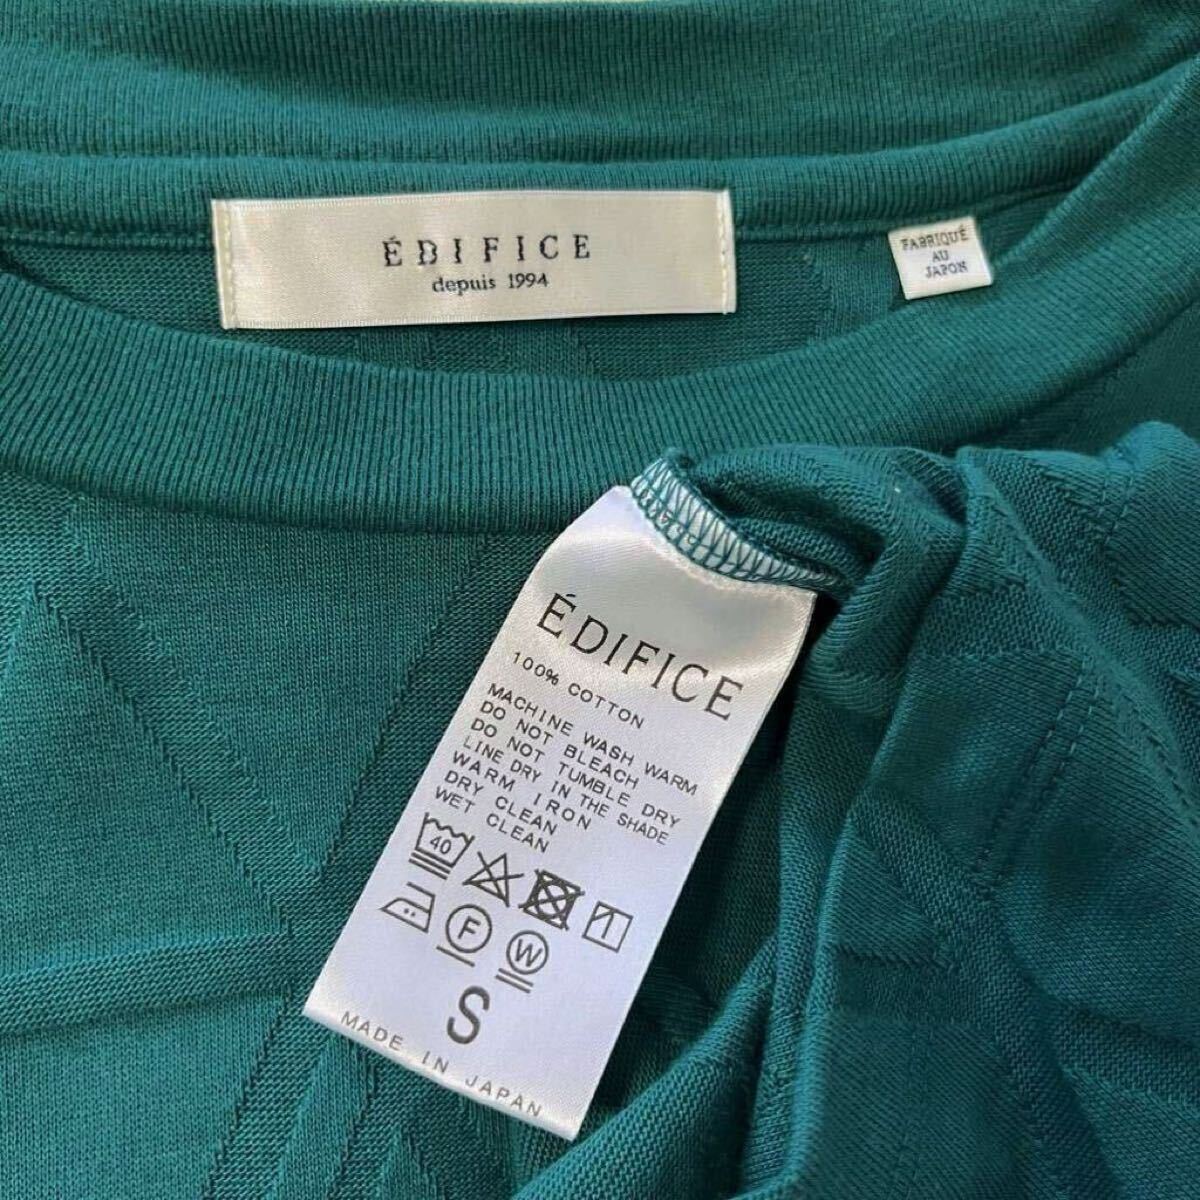 ÉDIFICE
depuis 1994
FABRIQUÉ
AU
JAPON
ÉDIFICE
100% COTTON
MACHINE WASH WARM
DO NOT BLEACH
DO NOT TUMBLE DRY
LINE DRY IN THE SHADE
WARM IRON
DRY CLEAN
WET CLEAN
40
F
W
S
MADE IN JAPAN